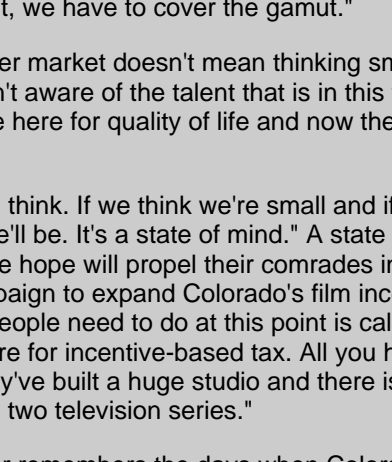 t, we have to cover the gamut."
er market doesn't mean thinking sm
n't aware of the talent that is in this
e here for quality of life and now the
think. If we think we're small and if
e'll be. It's a state of mind." A state
e hope will propel their comrades in
paign to expand Colorado's film inc
eople need to do at this point is cal
re for incentive-based tax. All you h
y've built a huge studio and there is
two television series."
r remembers the days when Color